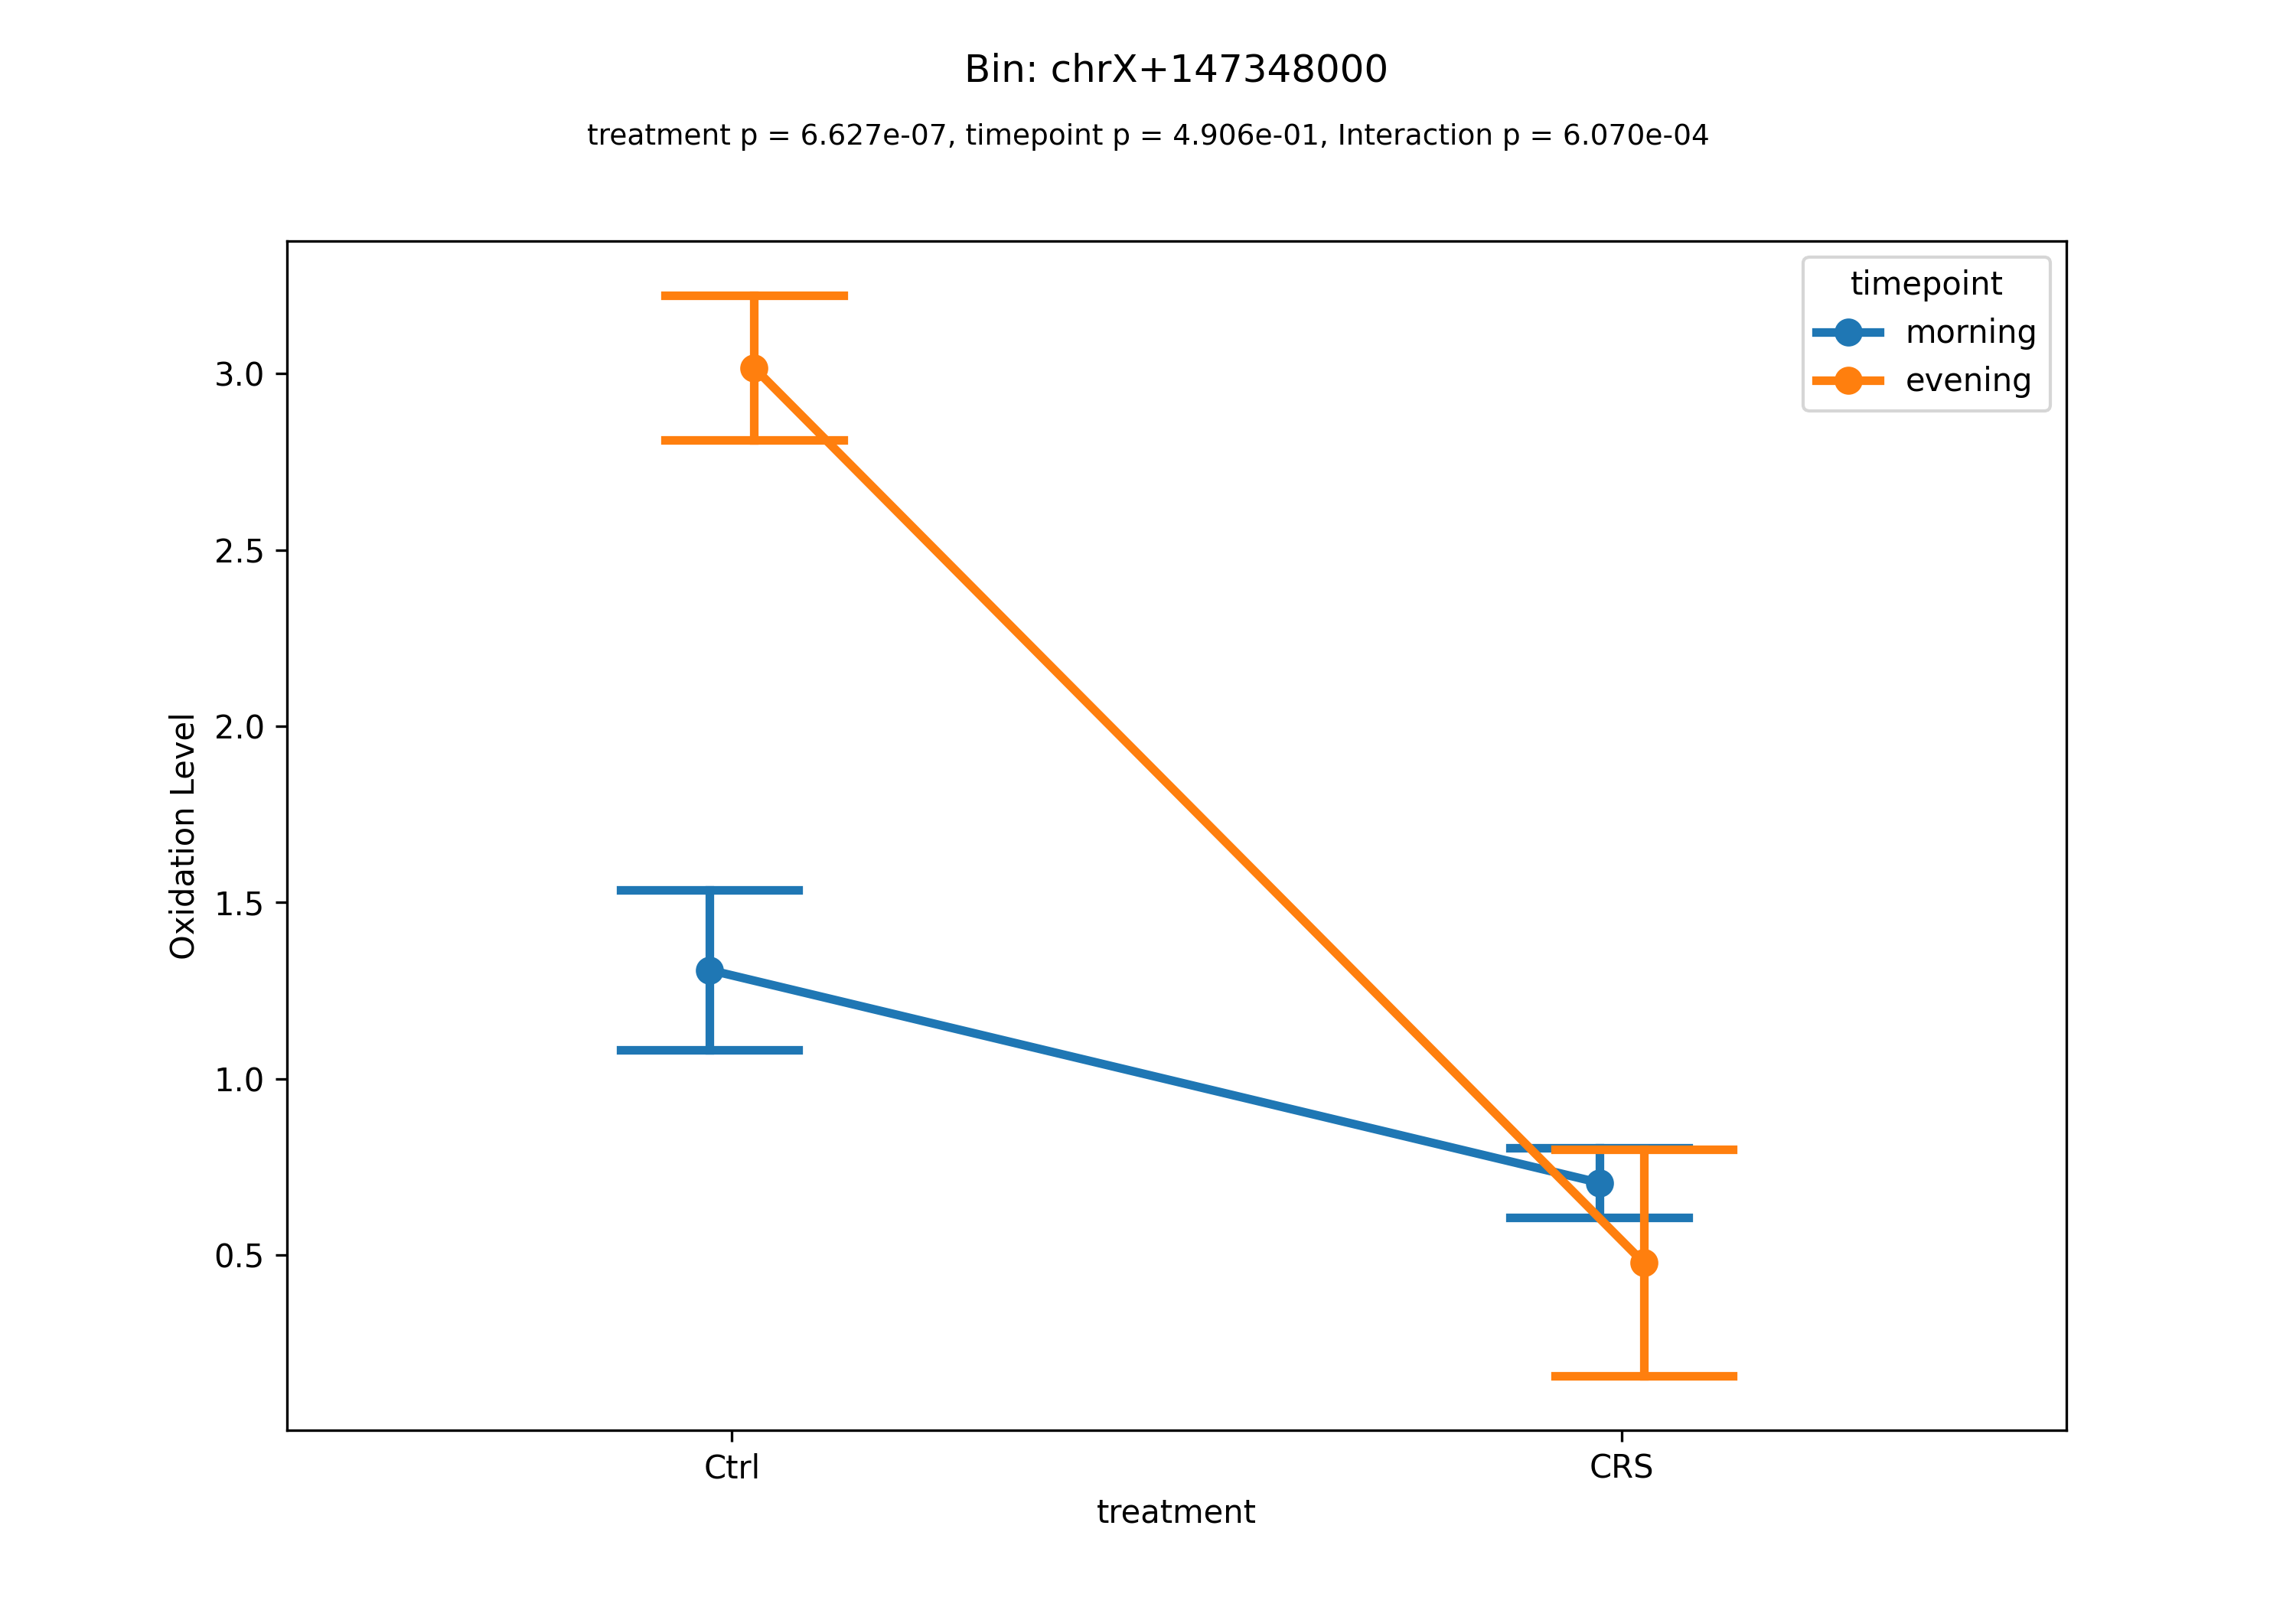 Bin: chrX+147348000
treatment p = 6.627e-07, timepoint p = 4.906e-01, Interaction p = 6.070e-04
timepoint
morning
evening
Oxidation Level
3.0
2.5
2.0
1.5
1.0
0.5
Ctrl
CRS
treatment